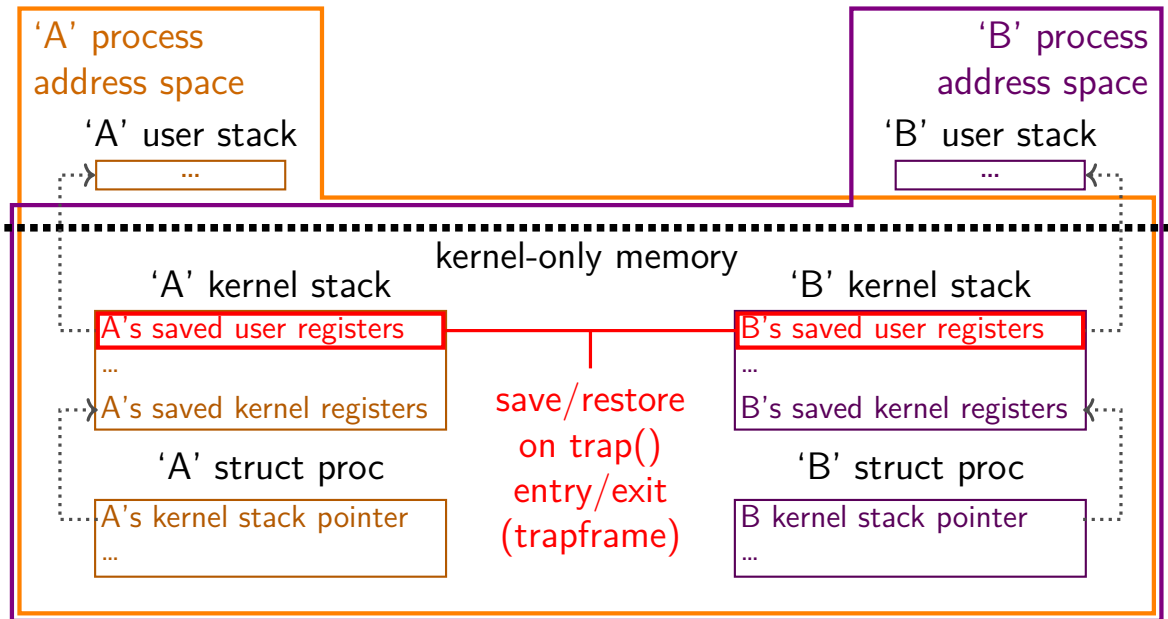 ‘A’ process
address space
‘B’ process
address space
‘A’ user stack
...
‘B’ user stack
...
kernel-only memory
‘A’ kernel stack
A's saved user registers
...
A's saved kernel registers
‘B’ kernel stack
B's saved user registers
...
B's saved kernel registers
save/restore
on trap()
entry/exit
(trapframe)
‘A’ struct proc
A's kernel stack pointer
...
‘B’ struct proc
B kernel stack pointer
...